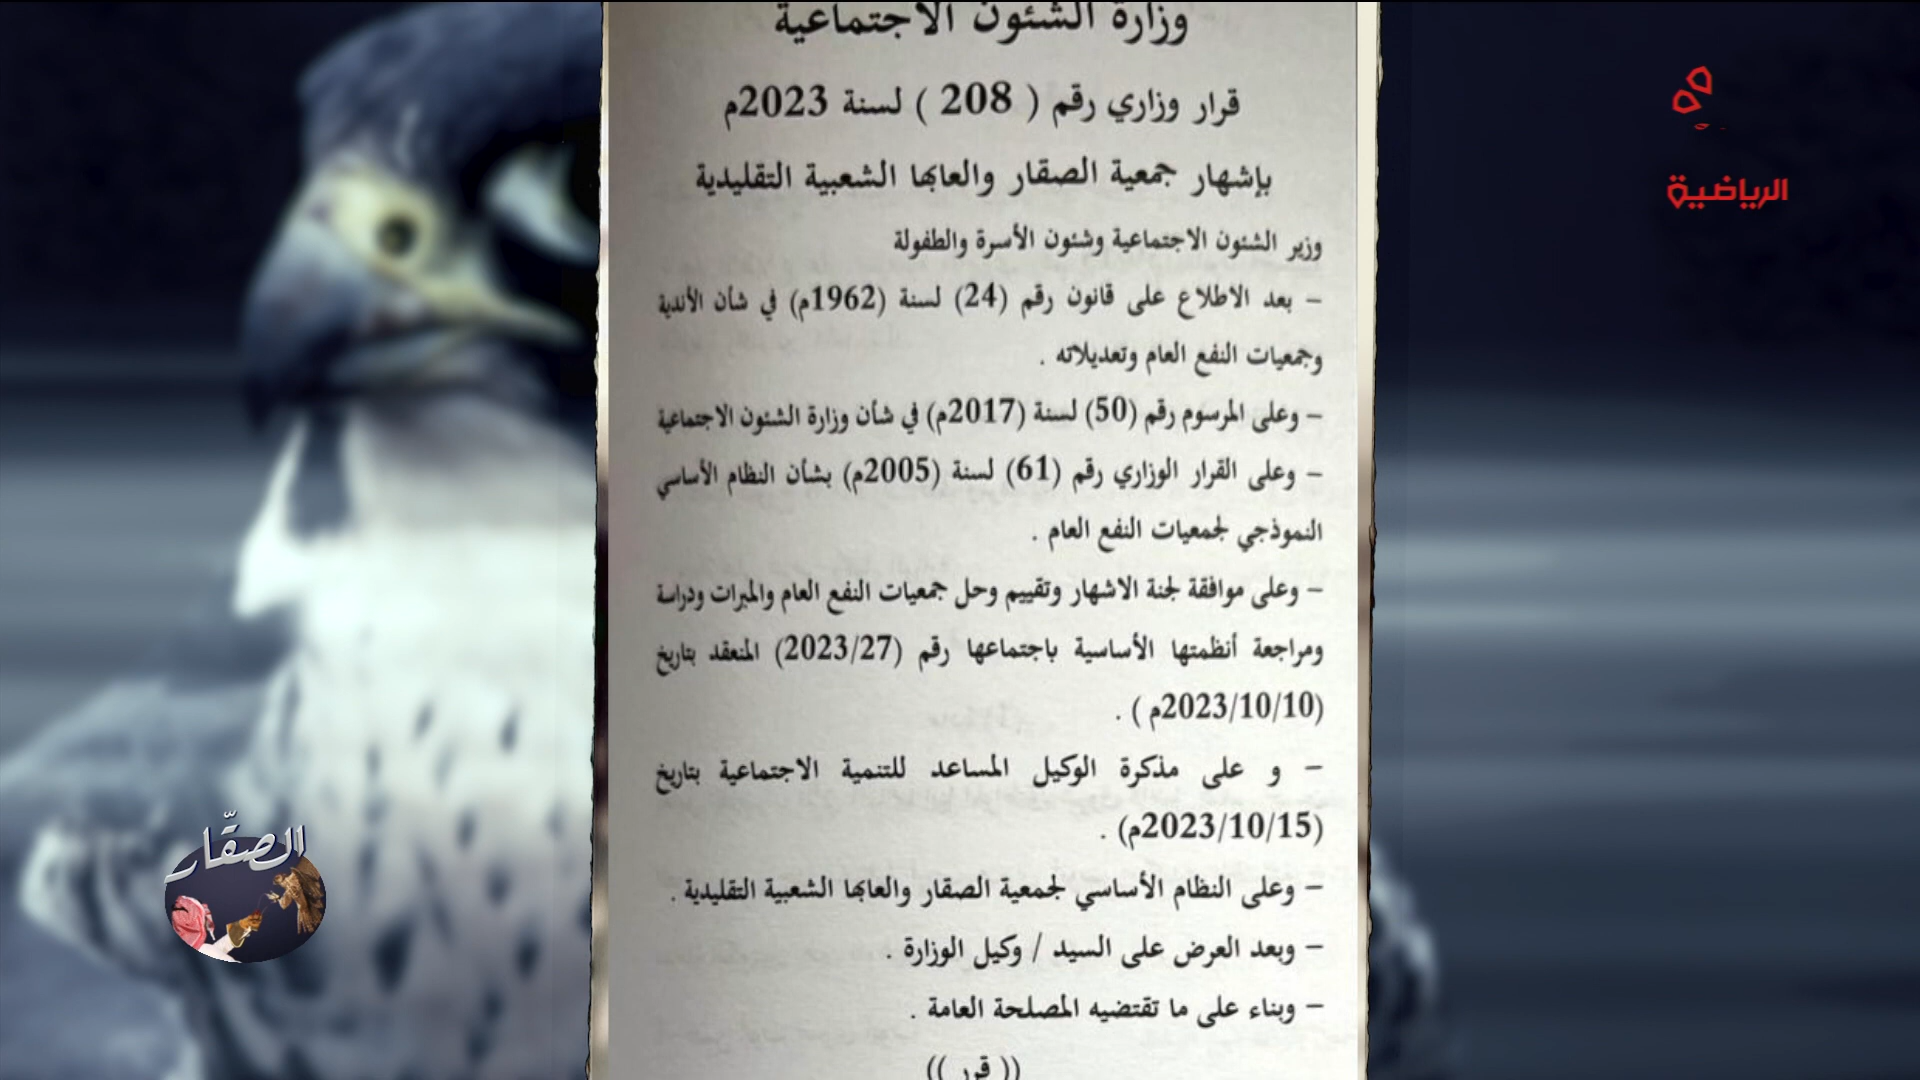 وزارة الشئون الاجتماعية
قرار وزاري رقم ( 208 ) لسنة 2023م
بإشهار جمعية الصقار والعابها الشعبية التقليدية
وزير الشئون الاجتماعية وشئون الأسرة والطفولة
– بعد الاطلاع على قانون رقم (24) لسنة (1962م) في شأن الأندية
وجمعيات النفع العام وتعديلاته .
– وعلى المرسوم رقم (50) لسنة (2017م) في شأن وزارة الشئون الاجتماعية
– وعلى القرار الوزاري رقم (61) لسنة (2005م) بشأن النظام الأساسي
النموذجي لجمعيات النفع العام .
– وعلى موافقة لجنة الاشهار وتقييم وحل جمعيات النفع العام والمبرات ودراسة
ومراجعة أنظمتها الأساسية باجتماعها رقم (2023/27) المنعقد بتاريخ
(2023/10/10م ) .
– و على مذكرة الوكيل المساعد للتنمية الاجتماعية بتاريخ
(2023/10/15م) .
– وعلى النظام الأساسي لجمعية الصقار والعابها الشعبية التقليدية .
– وبعد العرض على السيد / وكيل الوزارة .
– وبناء على ما تقتضيه المصلحة العامة .
(( قرر ))
الرياضية
الصقّار